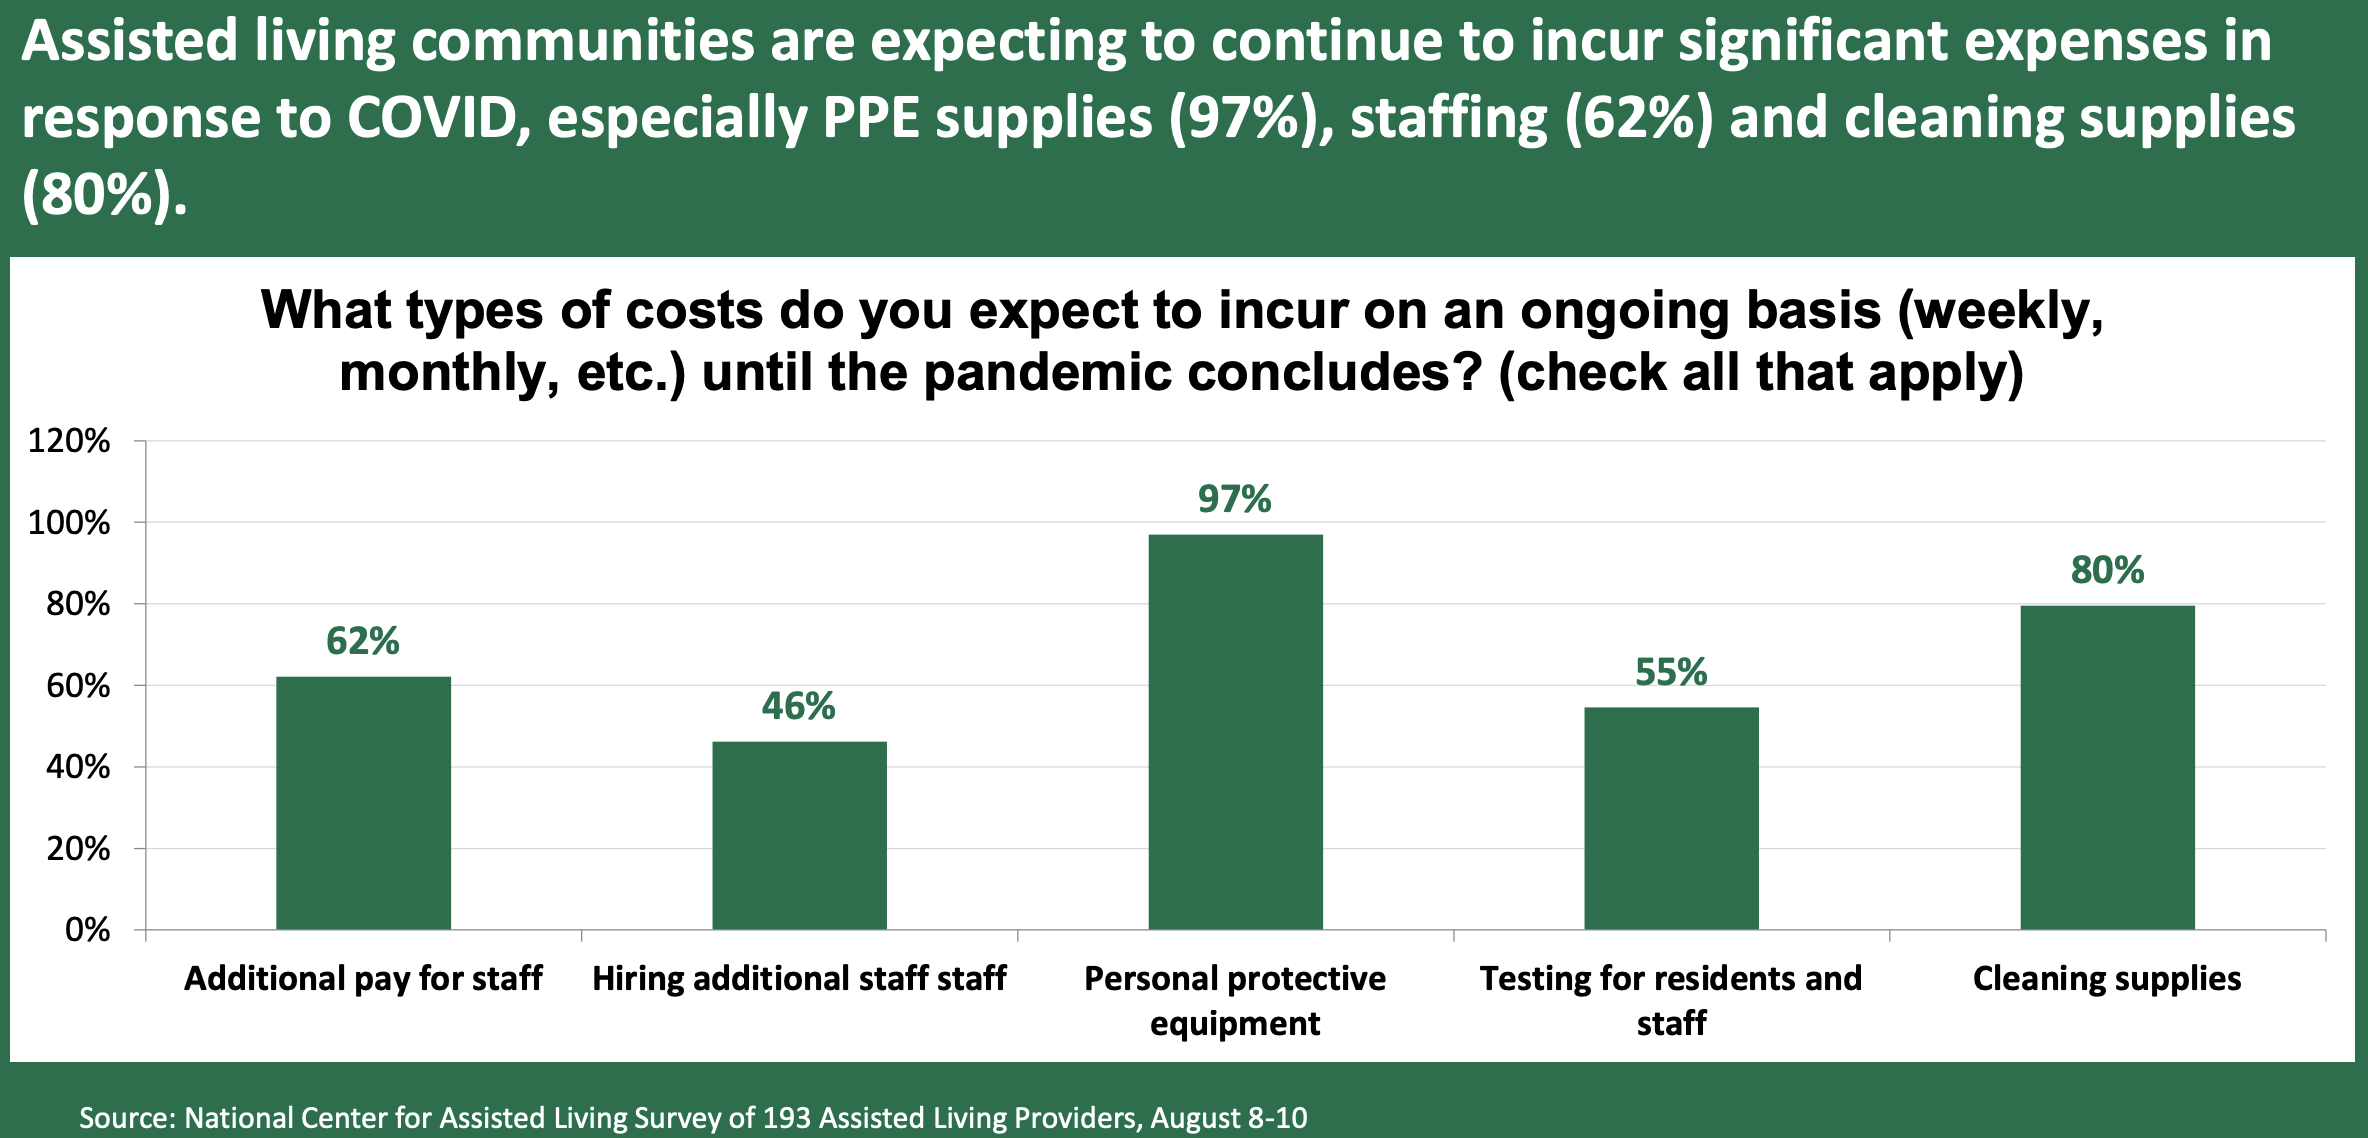 Assisted living communities are expecting to continue to incur significant expenses in
response to COVID, especially PPE supplies (97%), staffing (62%) and cleaning supplies
(80%).
What types of costs do you expect to incur on an ongoing basis (weekly,
monthly, etc.) until the pandemic concludes? (check all that apply)
120%
100%
80%
60%
40%
20%
0%
62%
46%
97%
55%
80%
Additional pay for staff
Hiring additional staff staff
Personal protective
equipment
Testing for residents and
staff
Cleaning supplies
Source: National Center for Assisted Living Survey of 193 Assisted Living Providers, August 8-10